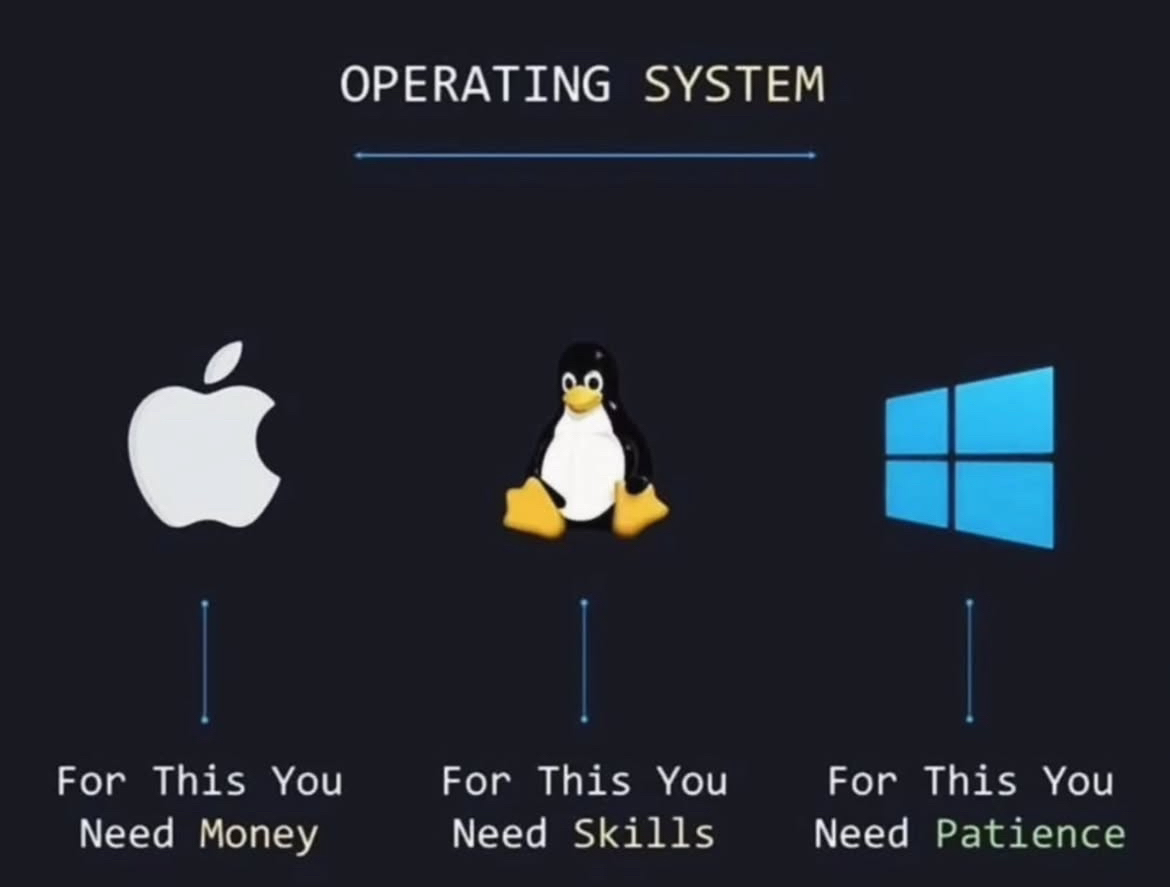 OPERATING SYSTEM
For This You
Need Money
For This You
Need Skills
For This You
Need Patience